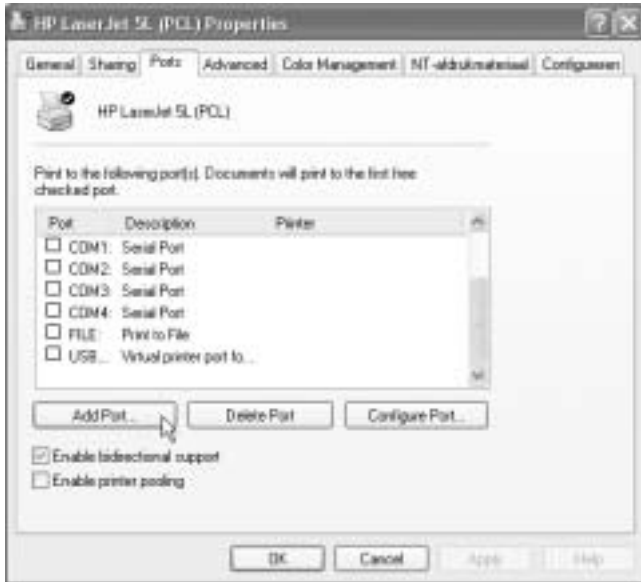 HP LaserJet 5L (PCL) Properties
General Sharing Ports Advanced Color Management NT-afdrukmateriaal Configureren
HP LaserJet 5L (PCL)
Print to the following port(s). Documents will print to the first free
checked port.
Port Description Printer
COM1: Serial Port
COM2: Serial Port
COM3: Serial Port
COM4: Serial Port
FILE: Print to File
USB... Virtual printer port fo...
Add Port... Delete Port Configure Port...
Enable bidirectional support
Enable printer pooling
OK Cancel Apply Help